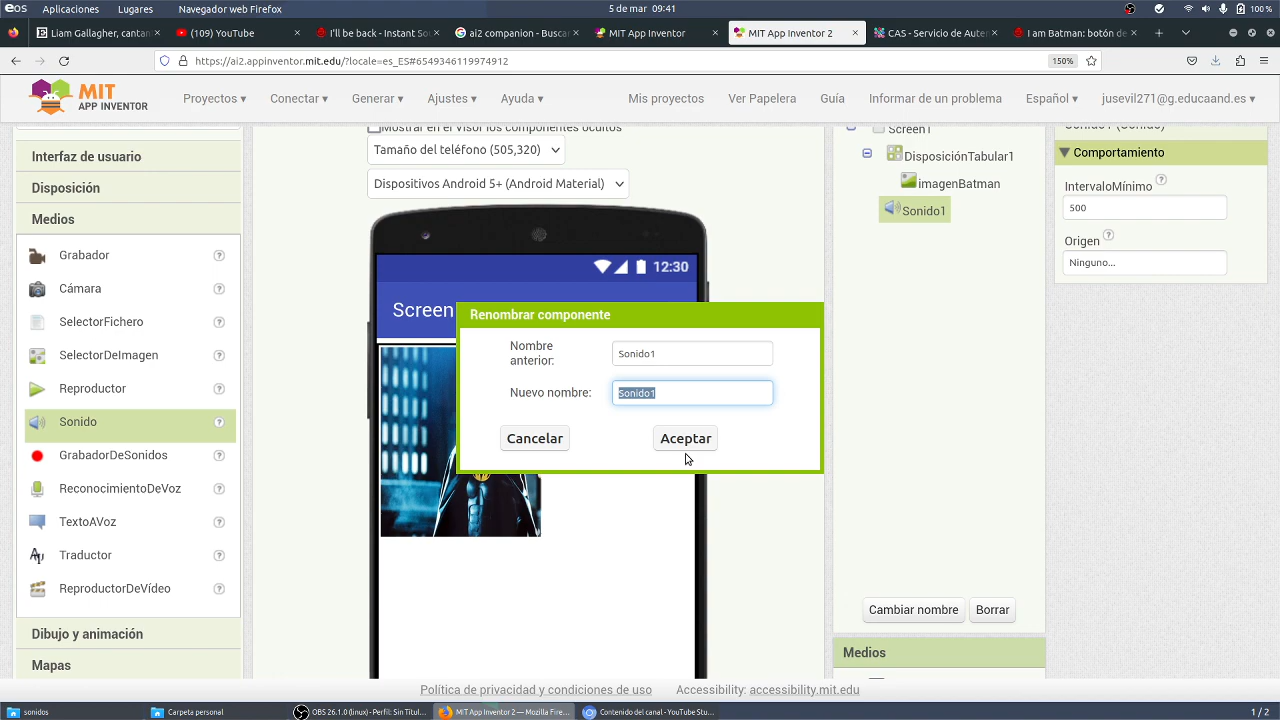 Aplicaciones Lugares Navegador web Firefox 5 de mar 09:41 100 %
Liam Gallagher, cantan
(109) YouTube
I'll be back - Instant So
ai2 companion - Buscar
MIT App Inventor
MIT App Inventor 2
CAS - Servicio de Auten
I am Batman: botón de
https://ai2.appinventor.mit.edu/?locale=es_ES#6549346119974912 150%
MIT
APP INVENTOR
Proyectos ▾ Conectar ▾ Generar ▾ Ajustes ▾ Ayuda ▾ Mis proyectos Ver Papelera Guía Informar de un problema Español ▾ jusevil271@g.educaand.es ▾
Interfaz de usuario
Disposición
Medios
Grabador ?
Cámara ?
SelectorFichero ?
SelectorDeImagen ?
Reproductor ?
Sonido ?
GrabadorDeSonidos ?
ReconocimientoDeVoz ?
TextoAVoz ?
Traductor ?
ReproductorDeVídeo ?
Dibujo y animación
Mapas
Mostrar en el Visor los componentes ocultos
Tamaño del teléfono (505,320)
Dispositivos Android 5+ (Android Material)
12:30
Screen
Renombrar componente
Nombre
anterior:
Sonido1
Nuevo nombre:
Sonido1
Cancelar Aceptar
Screen1
DisposiciónTabular1
imagenBatman
Sonido1
Cambiar nombre Borrar
Medios
Sonido1 (Sonido)
Comportamiento
IntervaloMínimo ?
500
Origen ?
Ninguno...
Política de privacidad y condiciones de uso Accessibility: accessibility.mit.edu
sonidos
Carpeta personal
OBS 26.1.0 (linux) - Perfil: Sin Titul...
MIT App Inventor 2 — Mozilla Fire...
Contenido del canal - YouTube Stu...
1 / 2